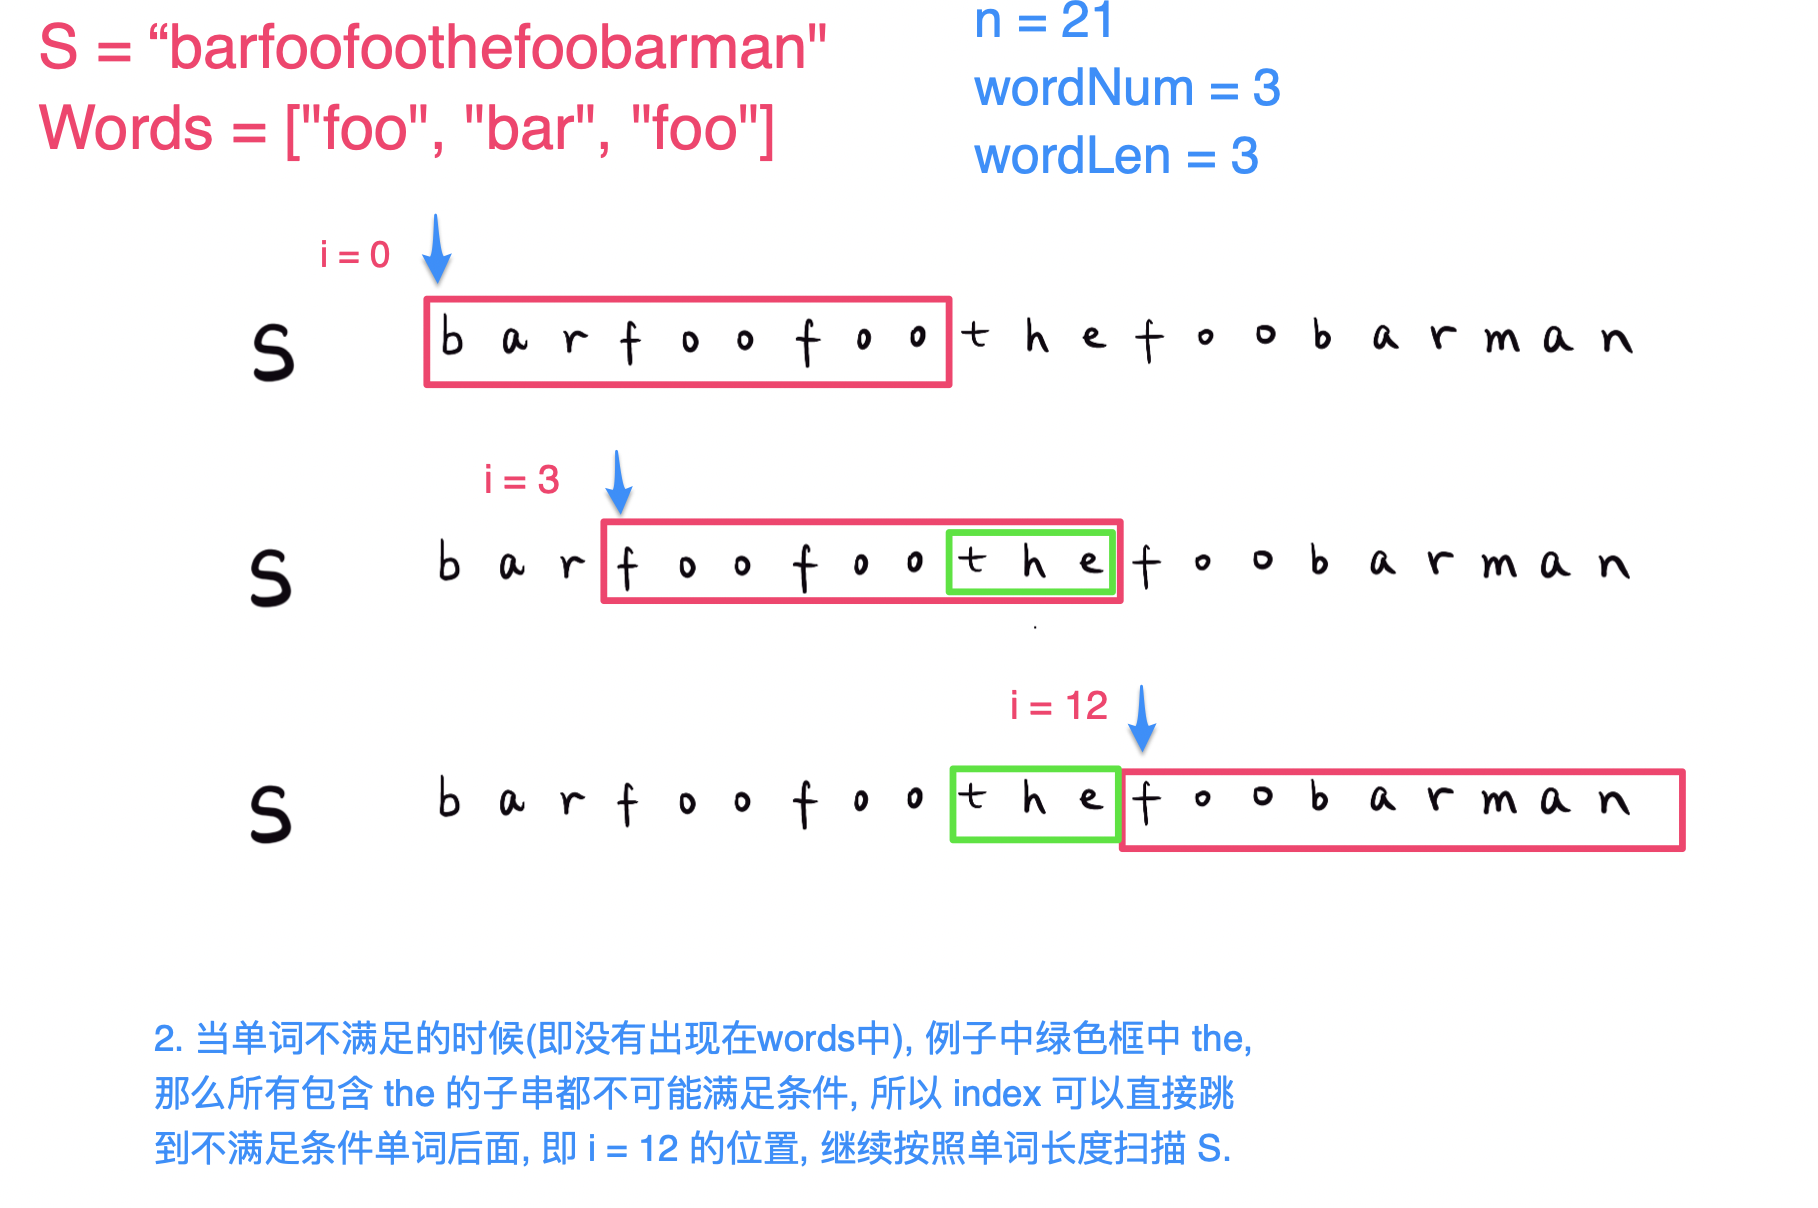 S = “barfoofoothefoobarman"
Words = ["foo", "bar", "foo"]
n = 21
wordNum = 3
wordLen = 3
i = 0
S b a r f o o f o o t h e f o o b a r m a n
i = 3
S b a r f o o f o o t h e f o o b a r m a n
i = 12
S b a r f o o f o o t h e f o o b a r m a n
2. 当单词不满足的时候(即没有出现在words中), 例子中绿色框中 the,
那么所有包含 the 的子串都不可能满足条件, 所以 index 可以直接跳
到不满足条件单词后面, 即 i = 12 的位置, 继续按照单词长度扫描 S.